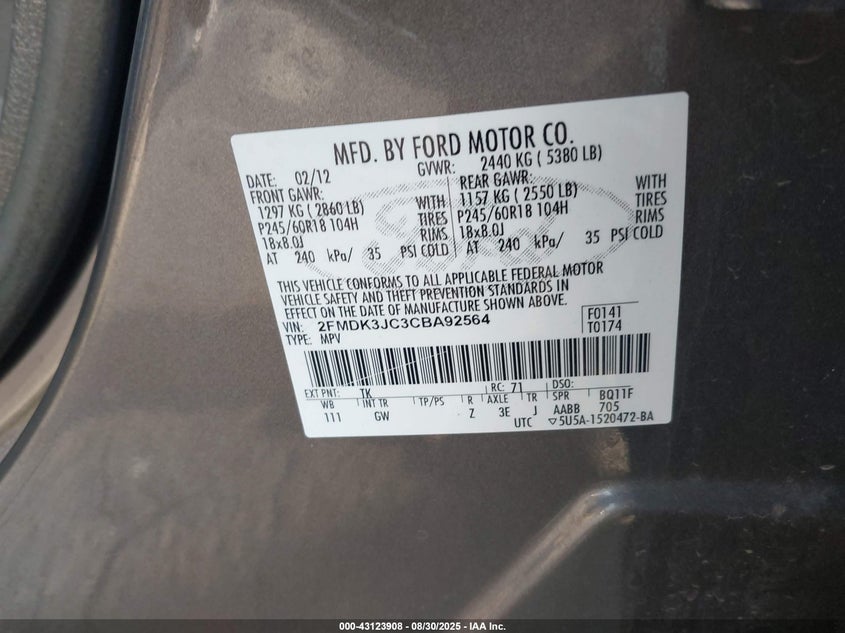 MFD. BY FORD MOTOR CO.
DATE: 02/12 GVWR: 2440 KG ( 5380 LB)
FRONT GAWR: REAR GAWR:
1297 KG ( 2860 LB) WITH 1157 KG ( 2550 LB) WITH
P245/60R18 104H TIRES P245/60R18 104H TIRES
18x8.0J RIMS 18x8.0J RIMS
AT 240 kPa/ 35 PSI COLD AT 240 kPa/ 35 PSI COLD
THIS VEHICLE CONFORMS TO ALL APPLICABLE FEDERAL MOTOR
VEHICLE SAFETY AND THEFT PREVENTION STANDARDS IN
EFFECT ON THE DATE OF MANUFACTURE SHOWN ABOVE.
VIN: 2FMDK3JC3CBA92564 F0141
TYPE: MPV T0174
EXT PNT: TK RC: 71 DSO:
WB INT TR TP/PS R AXLE TR SPR BQ11F
111 GW Z 3E J AABB 705
UTC ▽5U5A-1520472-BA
000-43123908 - 08/30/2025 - IAA Inc.